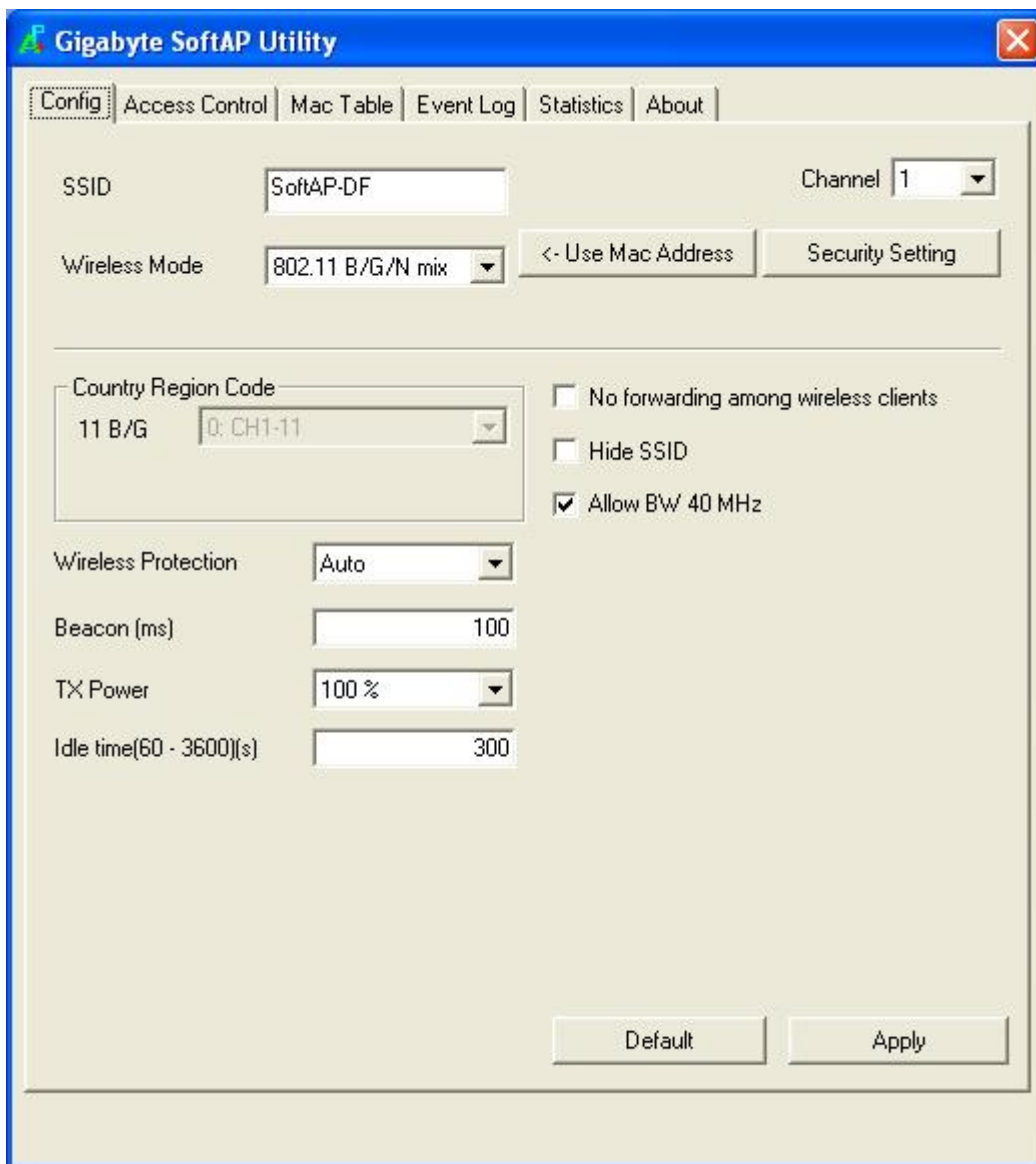 Gigabyte SoftAP Utility
Config Access Control Mac Table Event Log Statistics About
SSID SoftAP-DF Channel 1
Wireless Mode 802.11 B/G/N mix <- Use Mac Address Security Setting
Country Region Code
11 B/G 0: CH1-11
No forwarding among wireless clients
Hide SSID
Allow BW 40 MHz
Wireless Protection Auto
Beacon (ms) 100
TX Power 100 %
Idle time(60 - 3600)(s) 300
Default Apply